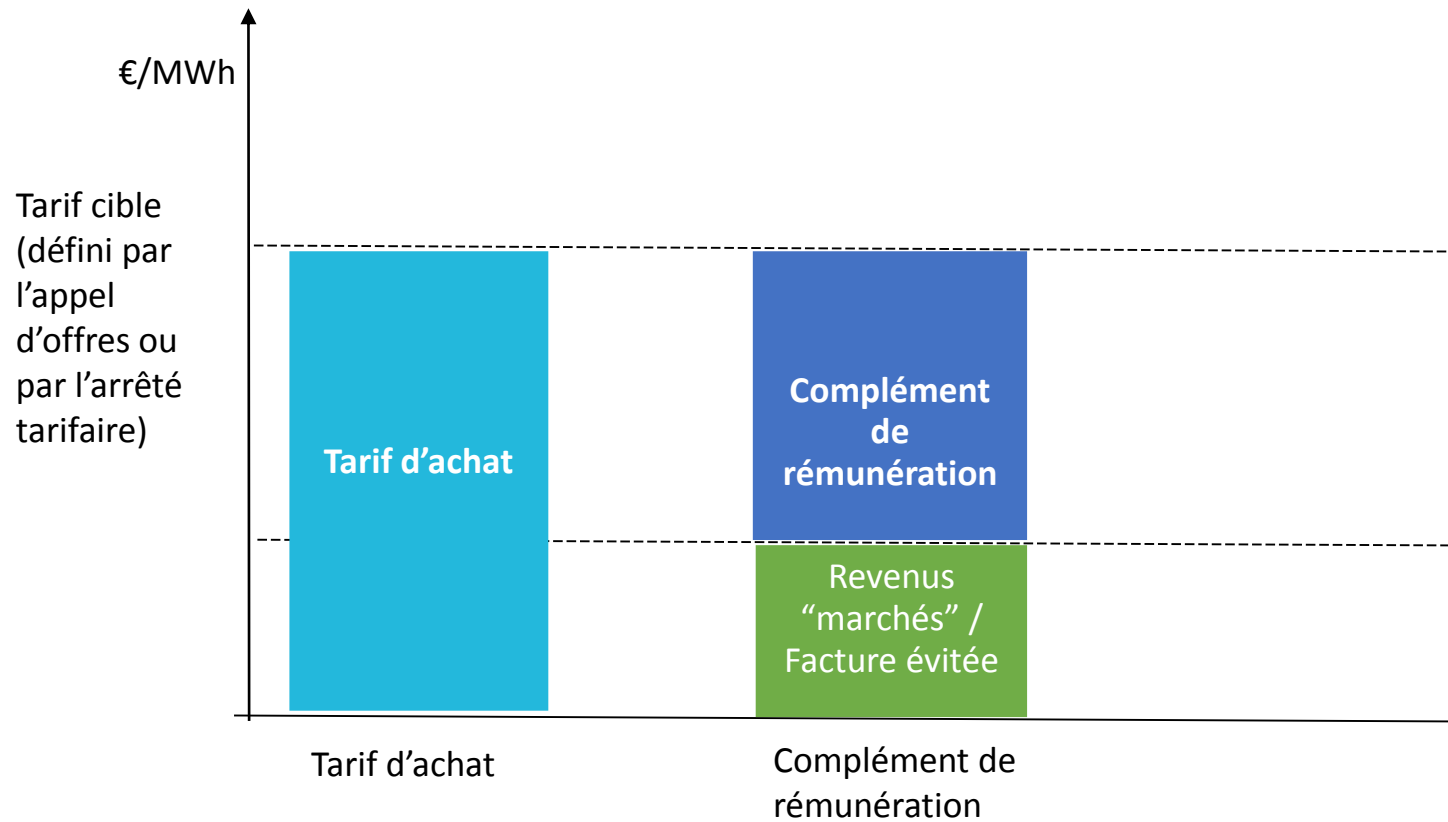 €/MWh
Tarif cible
(défini par
l’appel
d’offres ou
par l’arrêté
tarifaire)
Tarif d’achat
Complément
de
rémunération
Revenus
“marchés” /
Facture évitée
Tarif d’achat
Complément de
rémunération